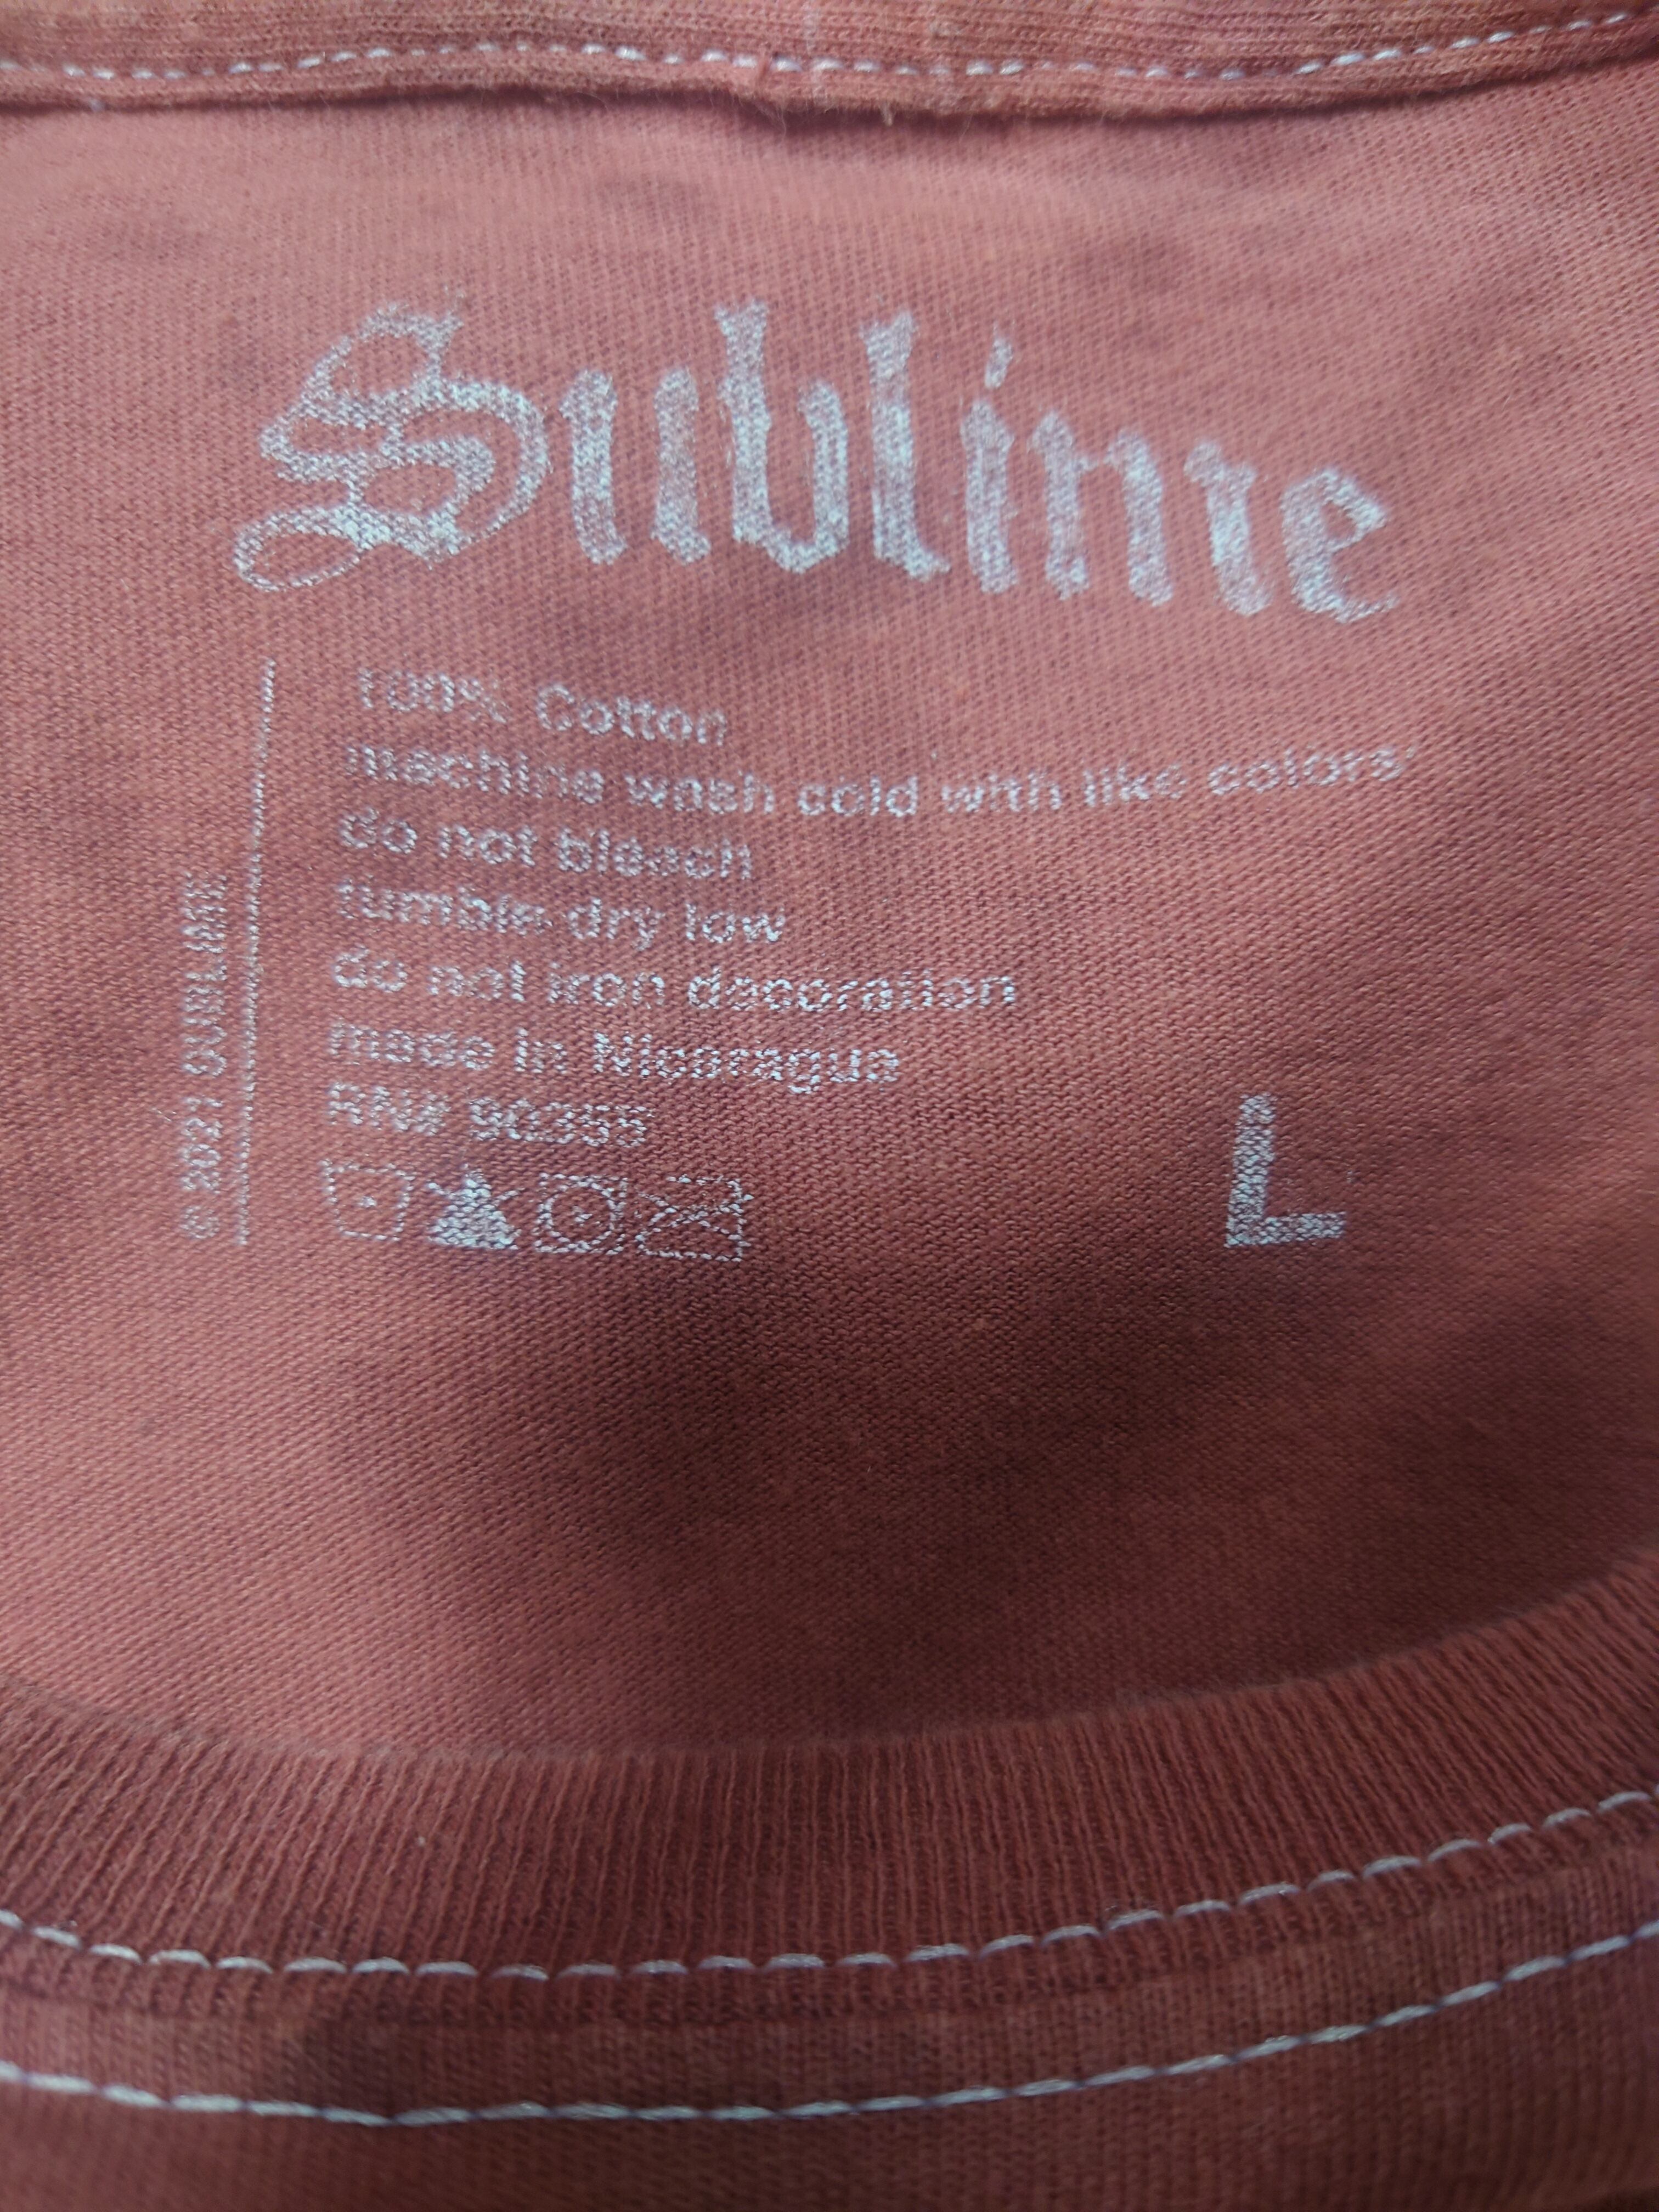 Sublime
100% Cotton
machine wash cold with like colors
do not bleach
tumble dry low
do not iron decoration
made in Nicaragua
RN# 90355
L
© 2021 SUBLIME